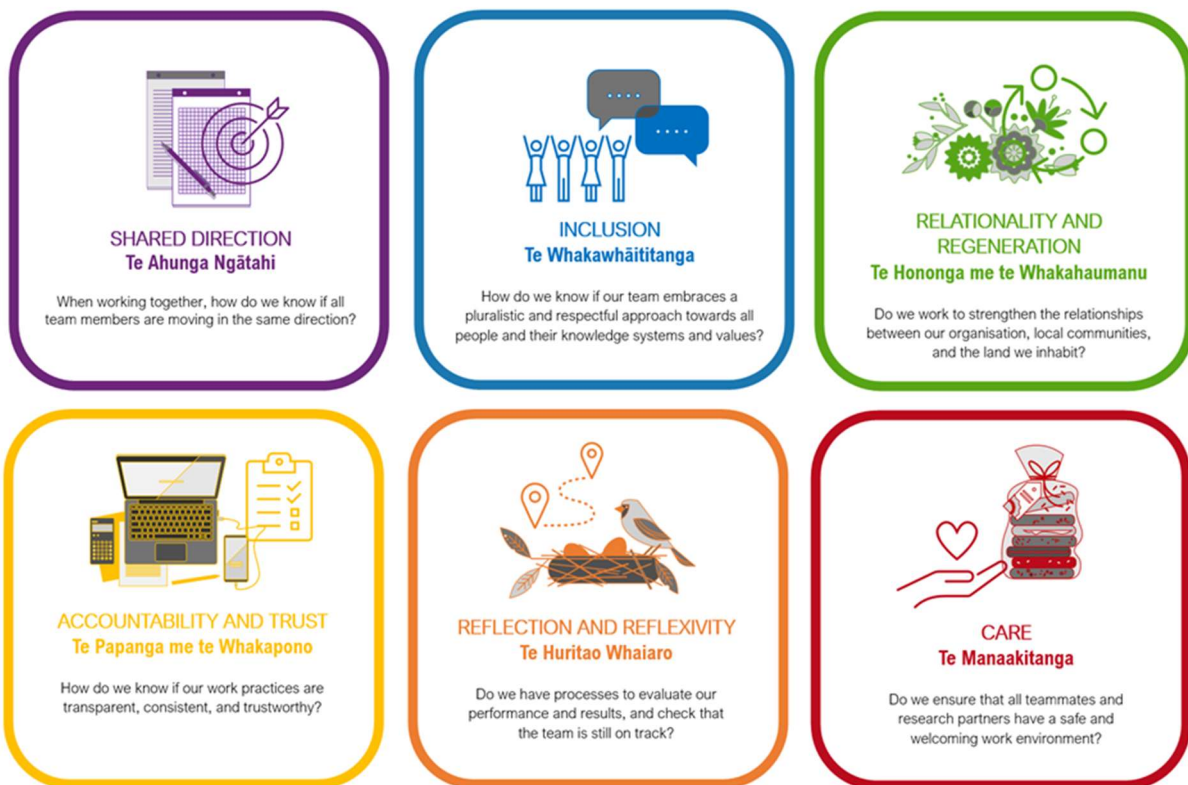 SHARED DIRECTION
Te Ahunga Ngātahi
When working together, how do we know if all
team members are moving in the same direction?
INCLUSION
Te Whakawhāititanga
How do we know if our team embraces a
pluralistic and respectful approach towards all
people and their knowledge systems and values?
RELATIONALITY AND
REGENERATION
Te Hononga me te Whakahaumanu
Do we work to strengthen the relationships
between our organisation, local communities,
and the land we inhabit?
ACCOUNTABILITY AND TRUST
Te Papanga me te Whakapono
How do we know if our work practices are
transparent, consistent, and trustworthy?
REFLECTION AND REFLEXIVITY
Te Huritao Whaiaro
Do we have processes to evaluate our
performance and results, and check that
the team is still on track?
CARE
Te Manaakitanga
Do we ensure that all teammates and
research partners have a safe and
welcoming work environment?